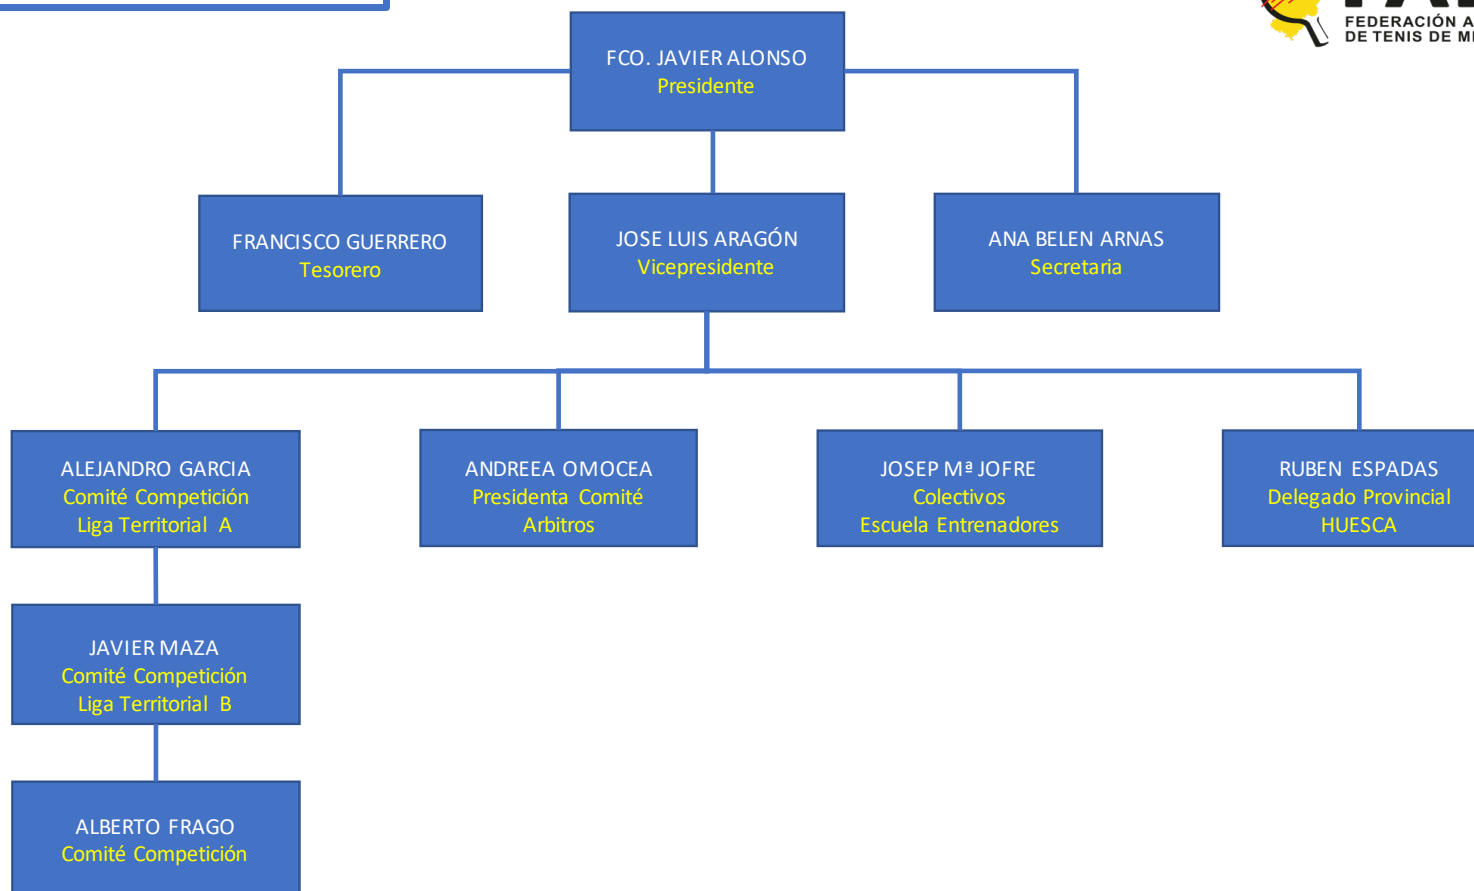 FEDERACIÓN
DE TENIS DE
FCO. JAVIER ALONSO
Presidente
FRANCISCO GUERRERO
Tesorero
JOSE LUIS ARAGÓN
Vicepresidente
ANA BELEN ARNAS
Secretaria
ALEJANDRO GARCIA
Comité Competición
Liga Territorial A
ANDREEA OMOCEA
Presidenta Comité
Arbitros
JOSEP Mª JOFRE
Colectivos
Escuela Entrenadores
RUBEN ESPADAS
Delegado Provincial
HUESCA
JAVIER MAZA
Comité Competición
Liga Territorial B
ALBERTO FRAGO
Comité Competición